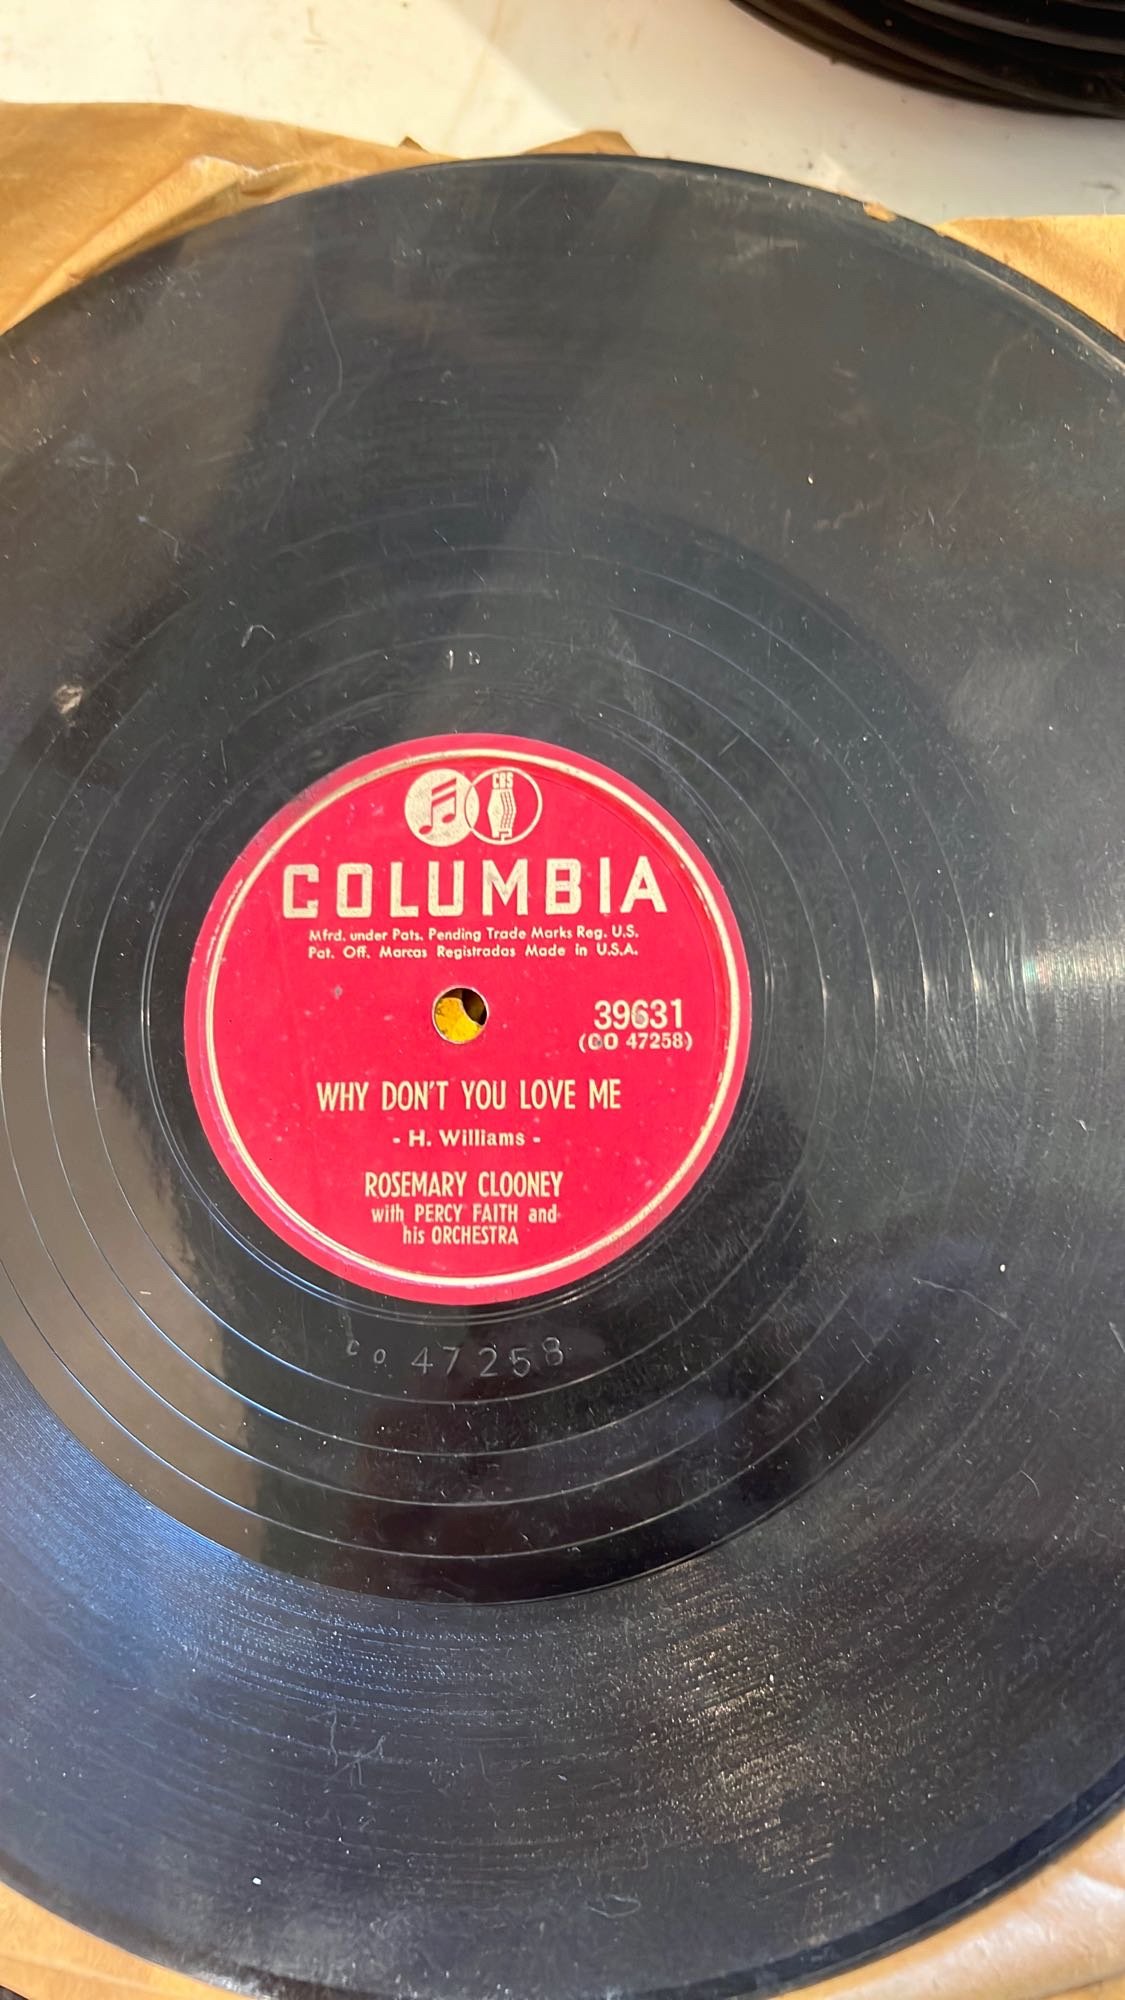 1D
CBS
COLUMBIA
Mfrd. under Pats. Pending Trade Marks Reg. U.S.
Pat. Off. Marcas Registradas Made in U.S.A.
39631
(CO 47258)
WHY DON'T YOU LOVE ME
- H. Williams -
ROSEMARY CLOONEY
with PERCY FAITH and
his ORCHESTRA
CO 47258